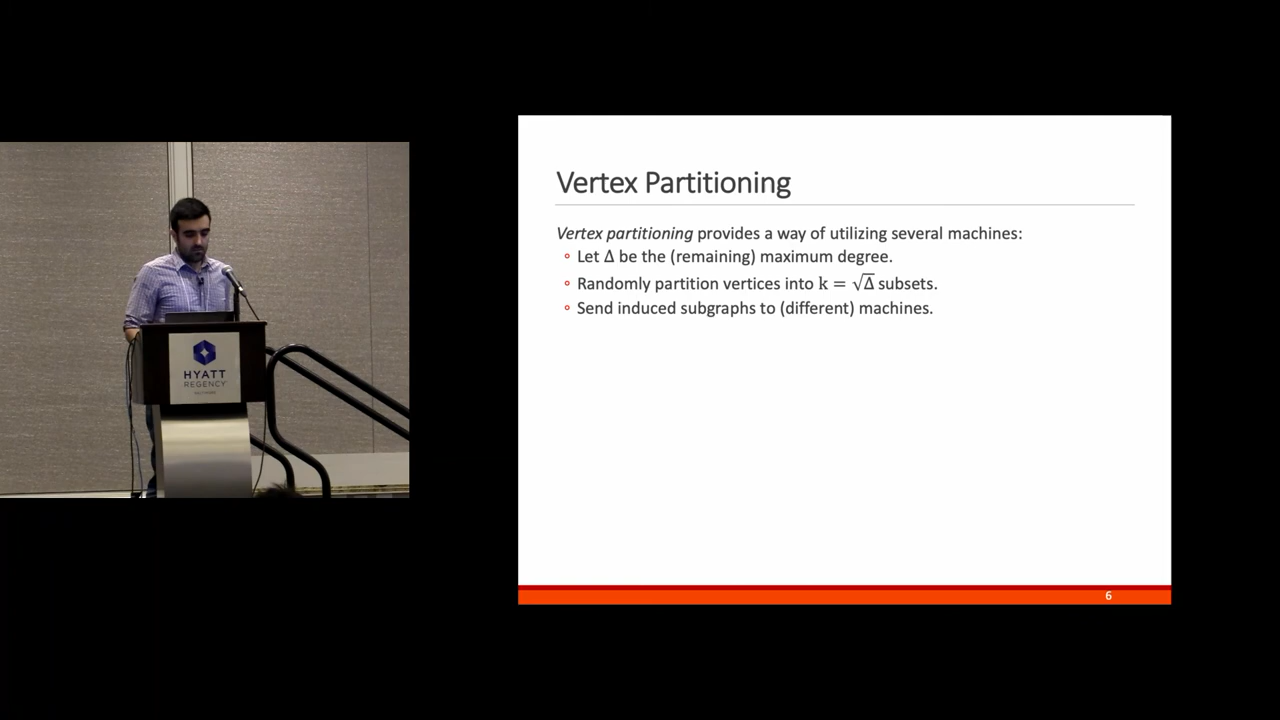 HYATT
REGENCY
Vertex Partitioning
Vertex partitioning provides a way of utilizing several machines:
◦ Let Δ be the (remaining) maximum degree.
◦ Randomly partition vertices into k = √Δ subsets.
◦ Send induced subgraphs to (different) machines.
6